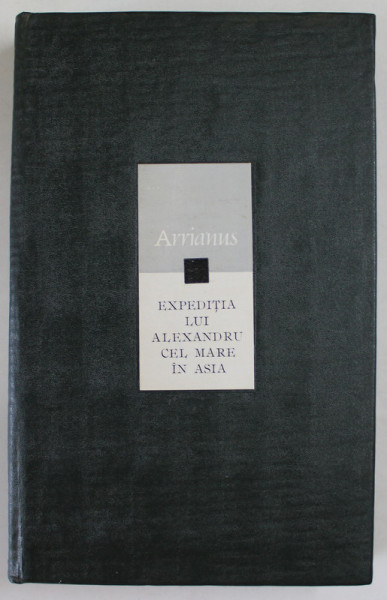 Arrianus
EXPEDIȚIA
LUI
ALEXANDRU
CEL MARE
ÎN ASIA